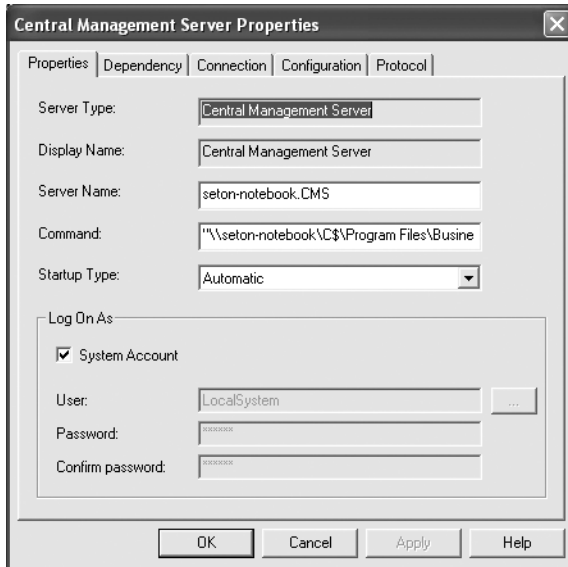 Central Management Server Properties
Properties Dependency Connection Configuration Protocol
Server Type: Central Management Server
Display Name: Central Management Server
Server Name: seton-notebook.CMS
Command: "\\seton-notebook\C$\Program Files\Busine
Startup Type: Automatic
Log On As
System Account
User: LocalSystem ...
Password: ******
Confirm password: ******
OK Cancel Apply Help